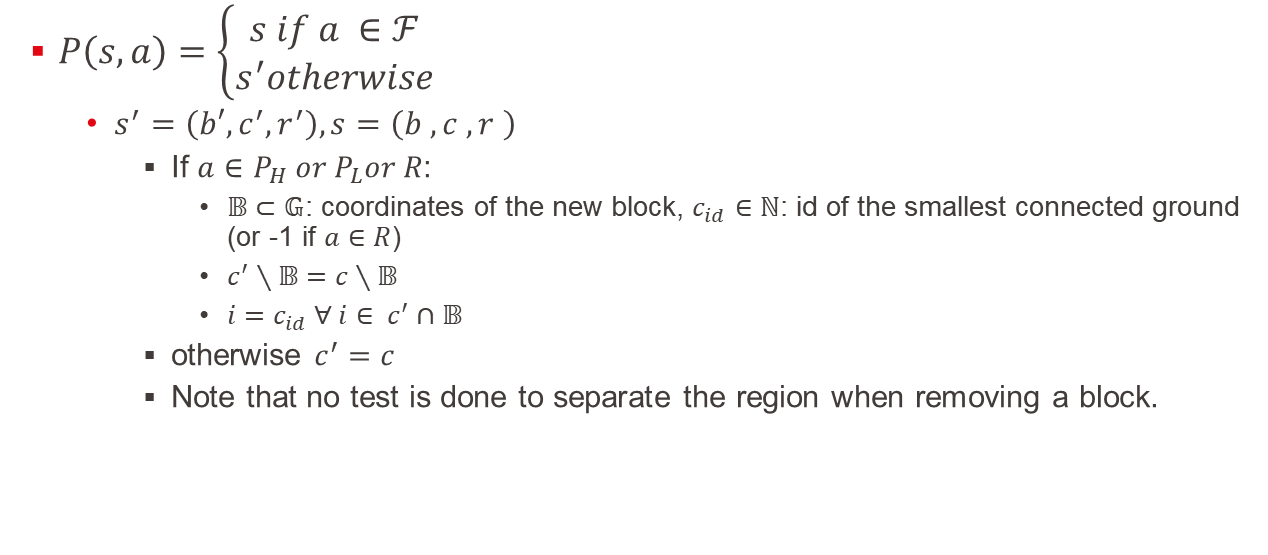 ▪ P(s, a) = { s if a ∈ ℱ
s′otherwise
• s′ = (b′, c′, r′), s = (b , c , r )
▪ If a ∈ P_H or P_L or R:
• 𝔹 ⊂ 𝔾: coordinates of the new block, c_id ∈ ℕ: id of the smallest connected ground
(or -1 if a ∈ R)
• c′ ∖ 𝔹 = c ∖ 𝔹
• i = c_id ∀ i ∈ c′ ∩ 𝔹
▪ otherwise c′ = c
▪ Note that no test is done to separate the region when removing a block.